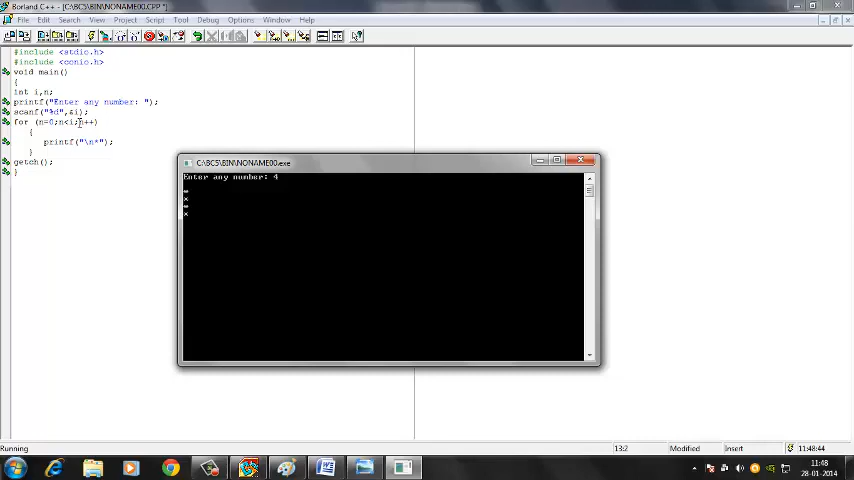 Borland C++ - [C:\BC5\BIN\NONAME00.CPP *]
File Edit Search View Project Script Tool Debug Options Window Help
#include <stdio.h>
#include <conio.h>
void main()
{
int i,n;
printf("Enter any number: ");
scanf("%d",&i);
for (n=0;n<i;n++)
{
printf("\n*");
}
getch();
}
C:\BC5\BIN\NONAME00.exe
Enter any number: 4
*
*
*
*
Running 13:2 Modified Insert 11:48:44
11:48
28-01-2014